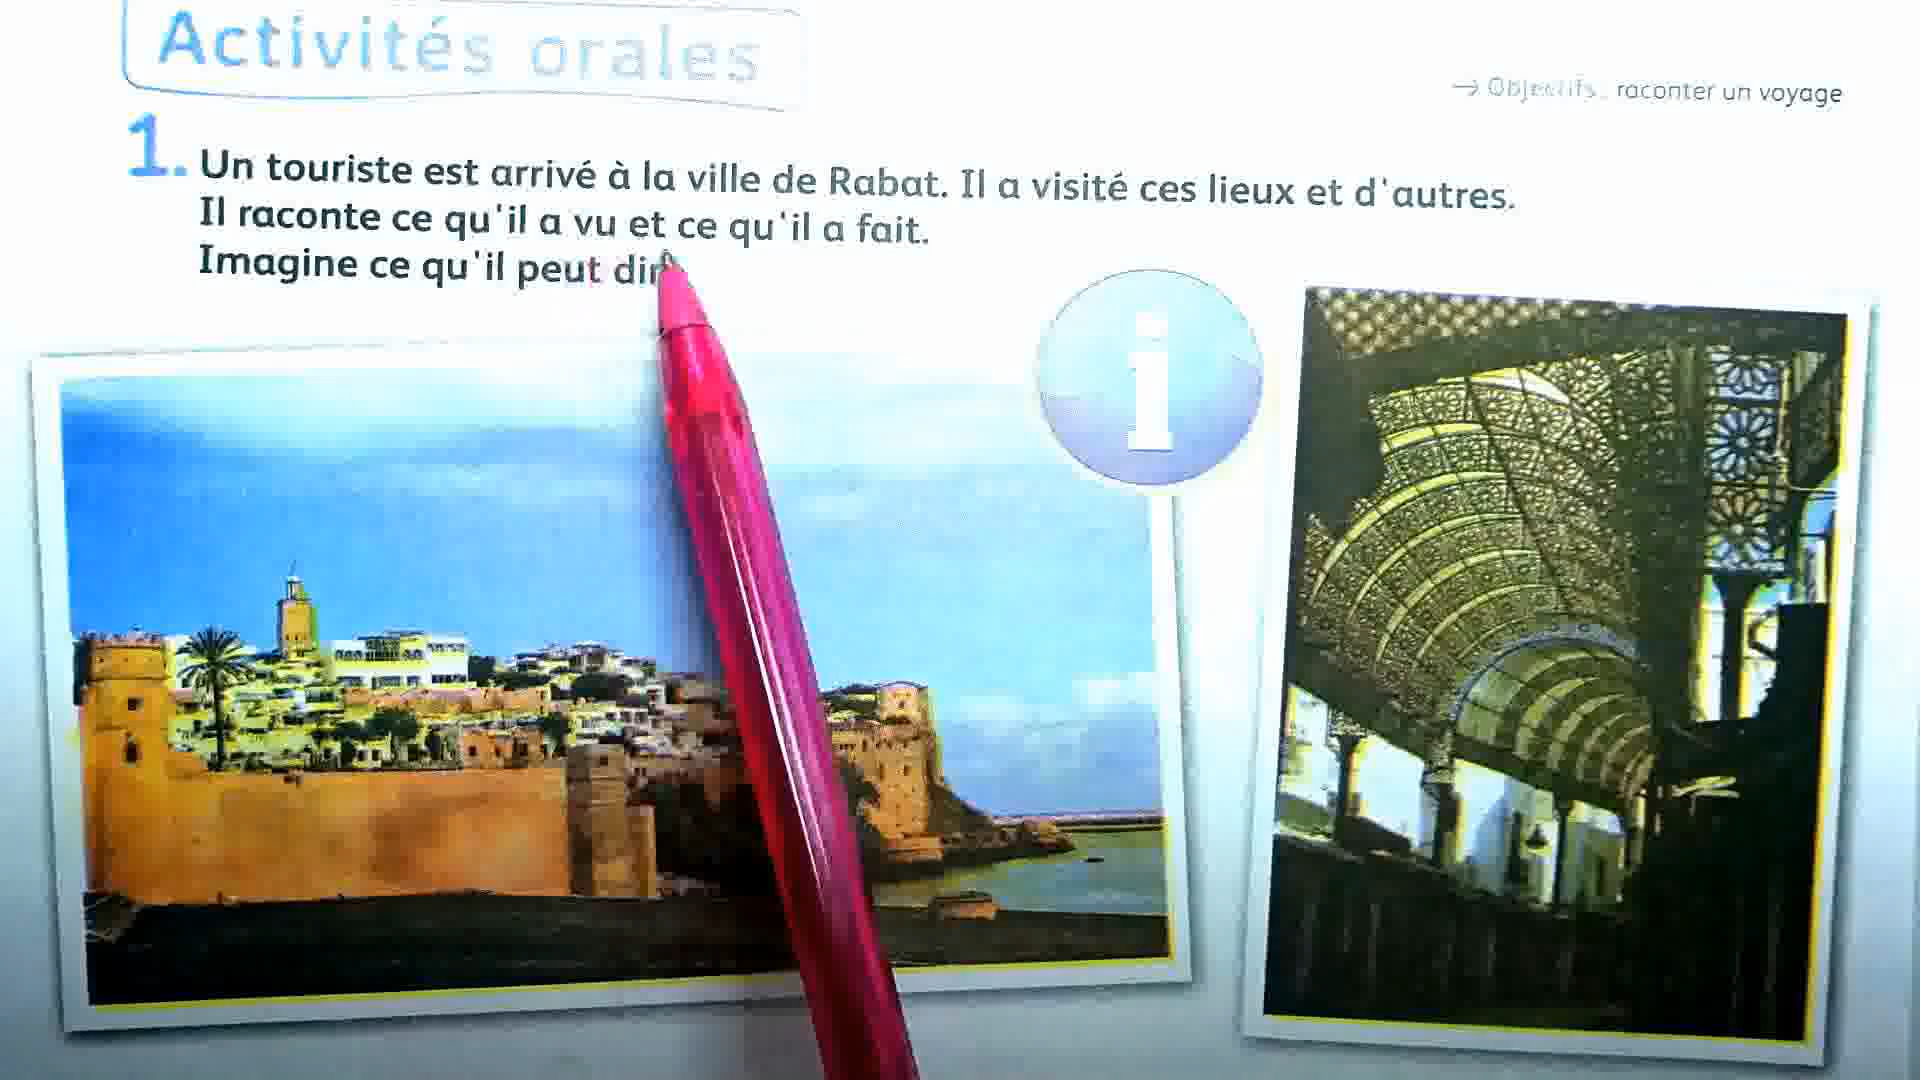 Activités orales
→ Objectifs : raconter un voyage
1. Un touriste est arrivé à la ville de Rabat. Il a visité ces lieux et d'autres.
Il raconte ce qu'il a vu et ce qu'il a fait.
Imagine ce qu'il peut
i